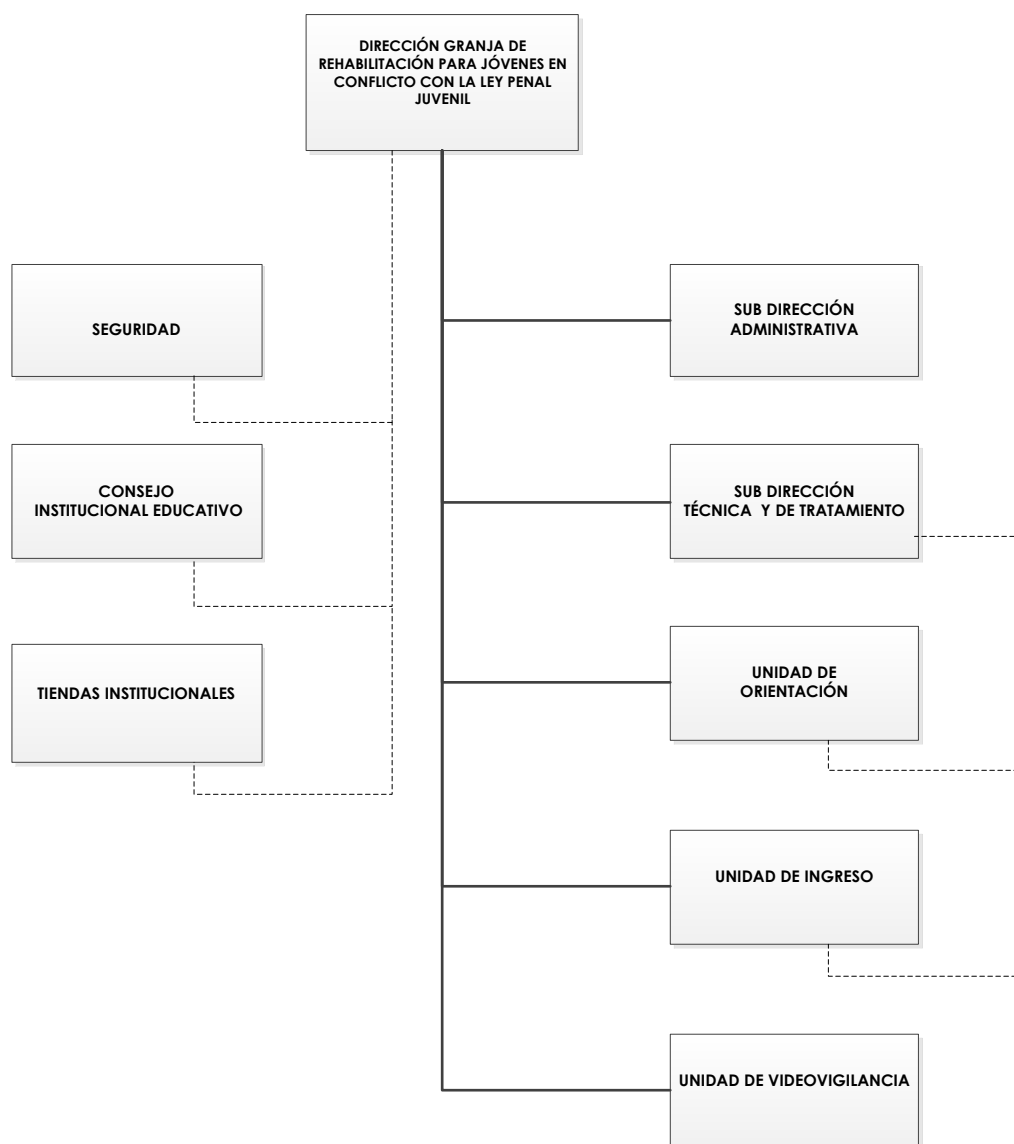 DIRECCIÓN GRANJA DE
REHABILITACIÓN PARA JÓVENES EN
CONFLICTO CON LA LEY PENAL
JUVENIL
SEGURIDAD
SUB DIRECCIÓN
ADMINISTRATIVA
CONSEJO
INSTITUCIONAL EDUCATIVO
SUB DIRECCIÓN
TÉCNICA Y DE TRATAMIENTO
TIENDAS INSTITUCIONALES
UNIDAD DE
ORIENTACIÓN
UNIDAD DE INGRESO
UNIDAD DE VIDEOVIGILANCIA